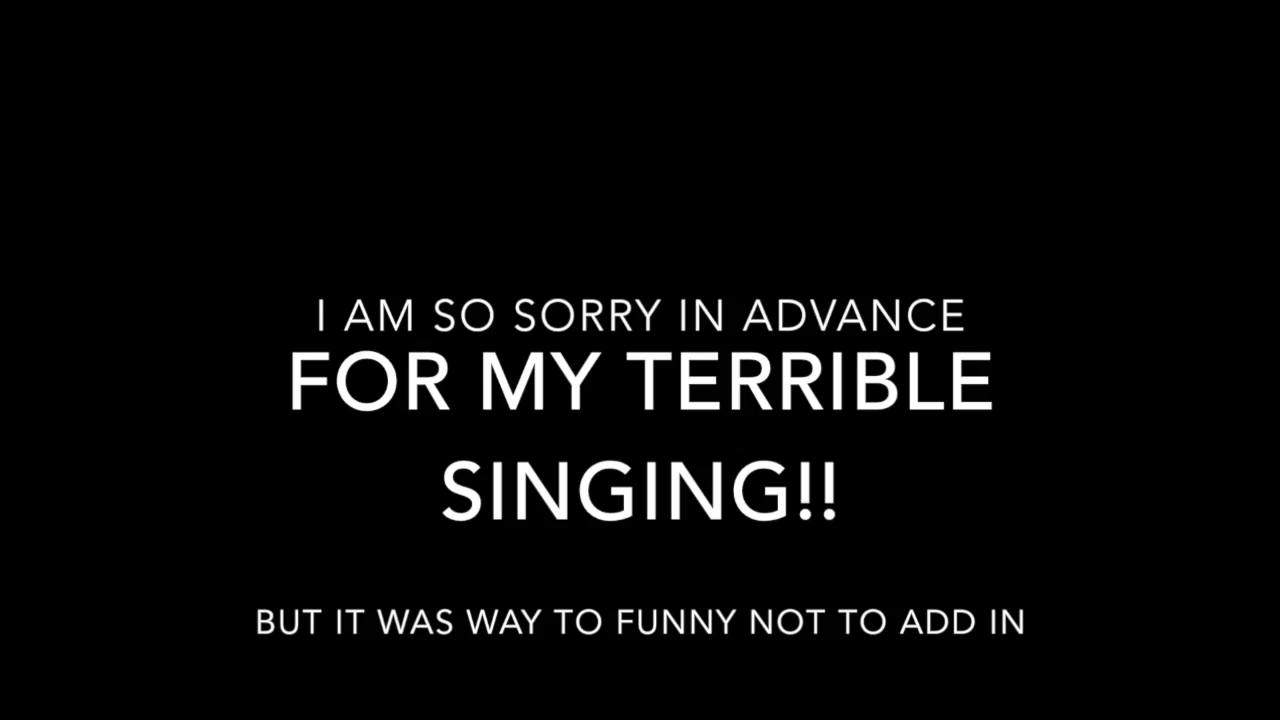 I AM SO SORRY IN ADVANCE
FOR MY TERRIBLE
SINGING!!
BUT IT WAS WAY TO FUNNY NOT TO ADD IN